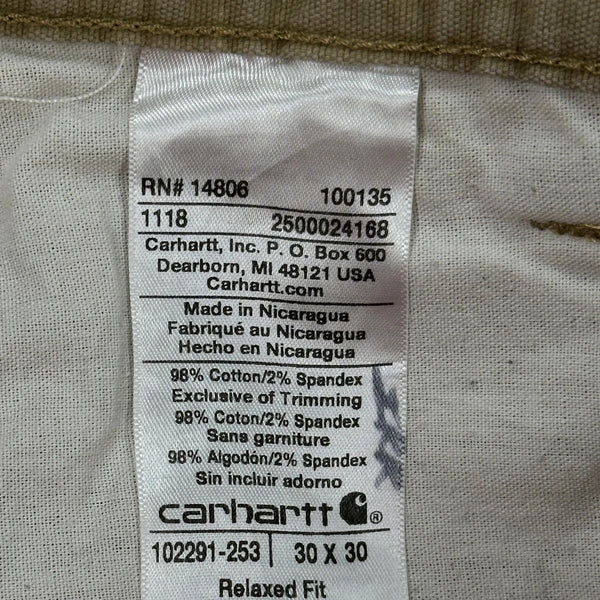 RN# 14806 100135
1118 2500024168
Carhartt, Inc. P. O. Box 600
Dearborn, MI 48121 USA
Carhartt.com
Made in Nicaragua
Fabriqué au Nicaragua
Hecho en Nicaragua
98% Cotton/2% Spandex
Exclusive of Trimming
98% Coton/2% Spandex
Sans garniture
98% Algodón/2% Spandex
Sin incluir adorno
carhartt®
102291-253 30 X 30
Relaxed Fit